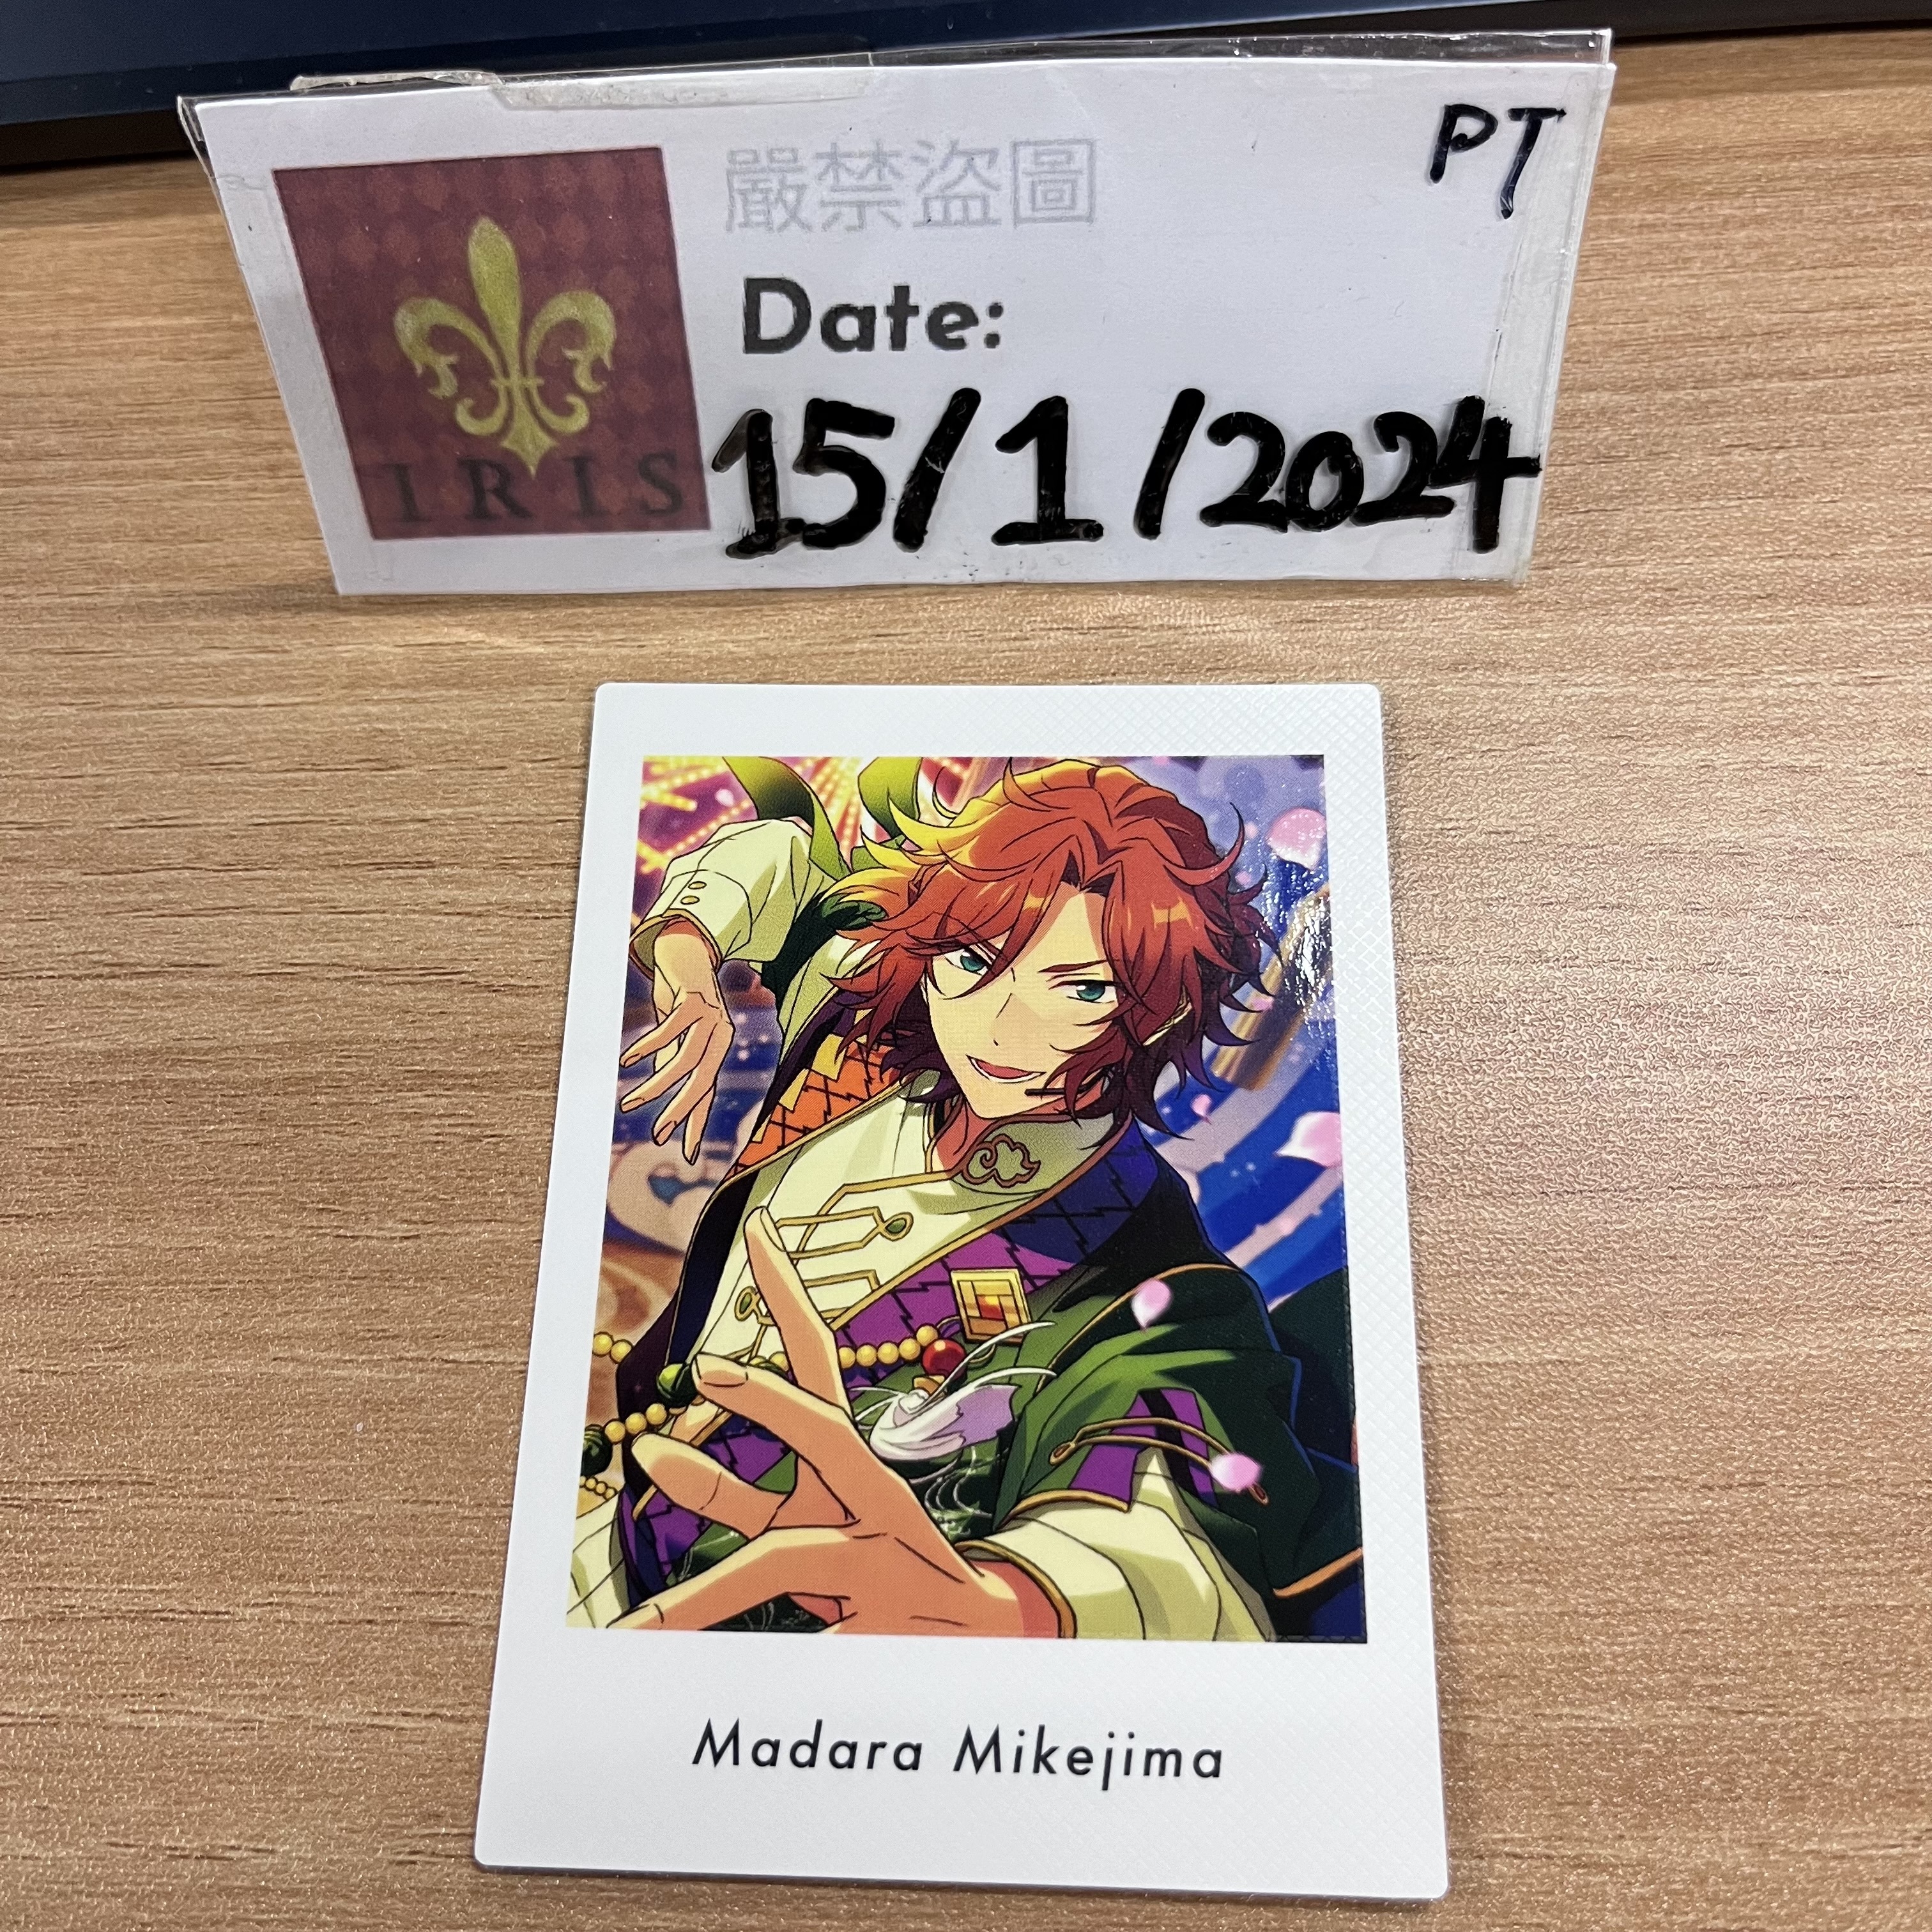 嚴禁盜圖
PT
Date:
15/1/2024
IRIS
Madara Mikejima